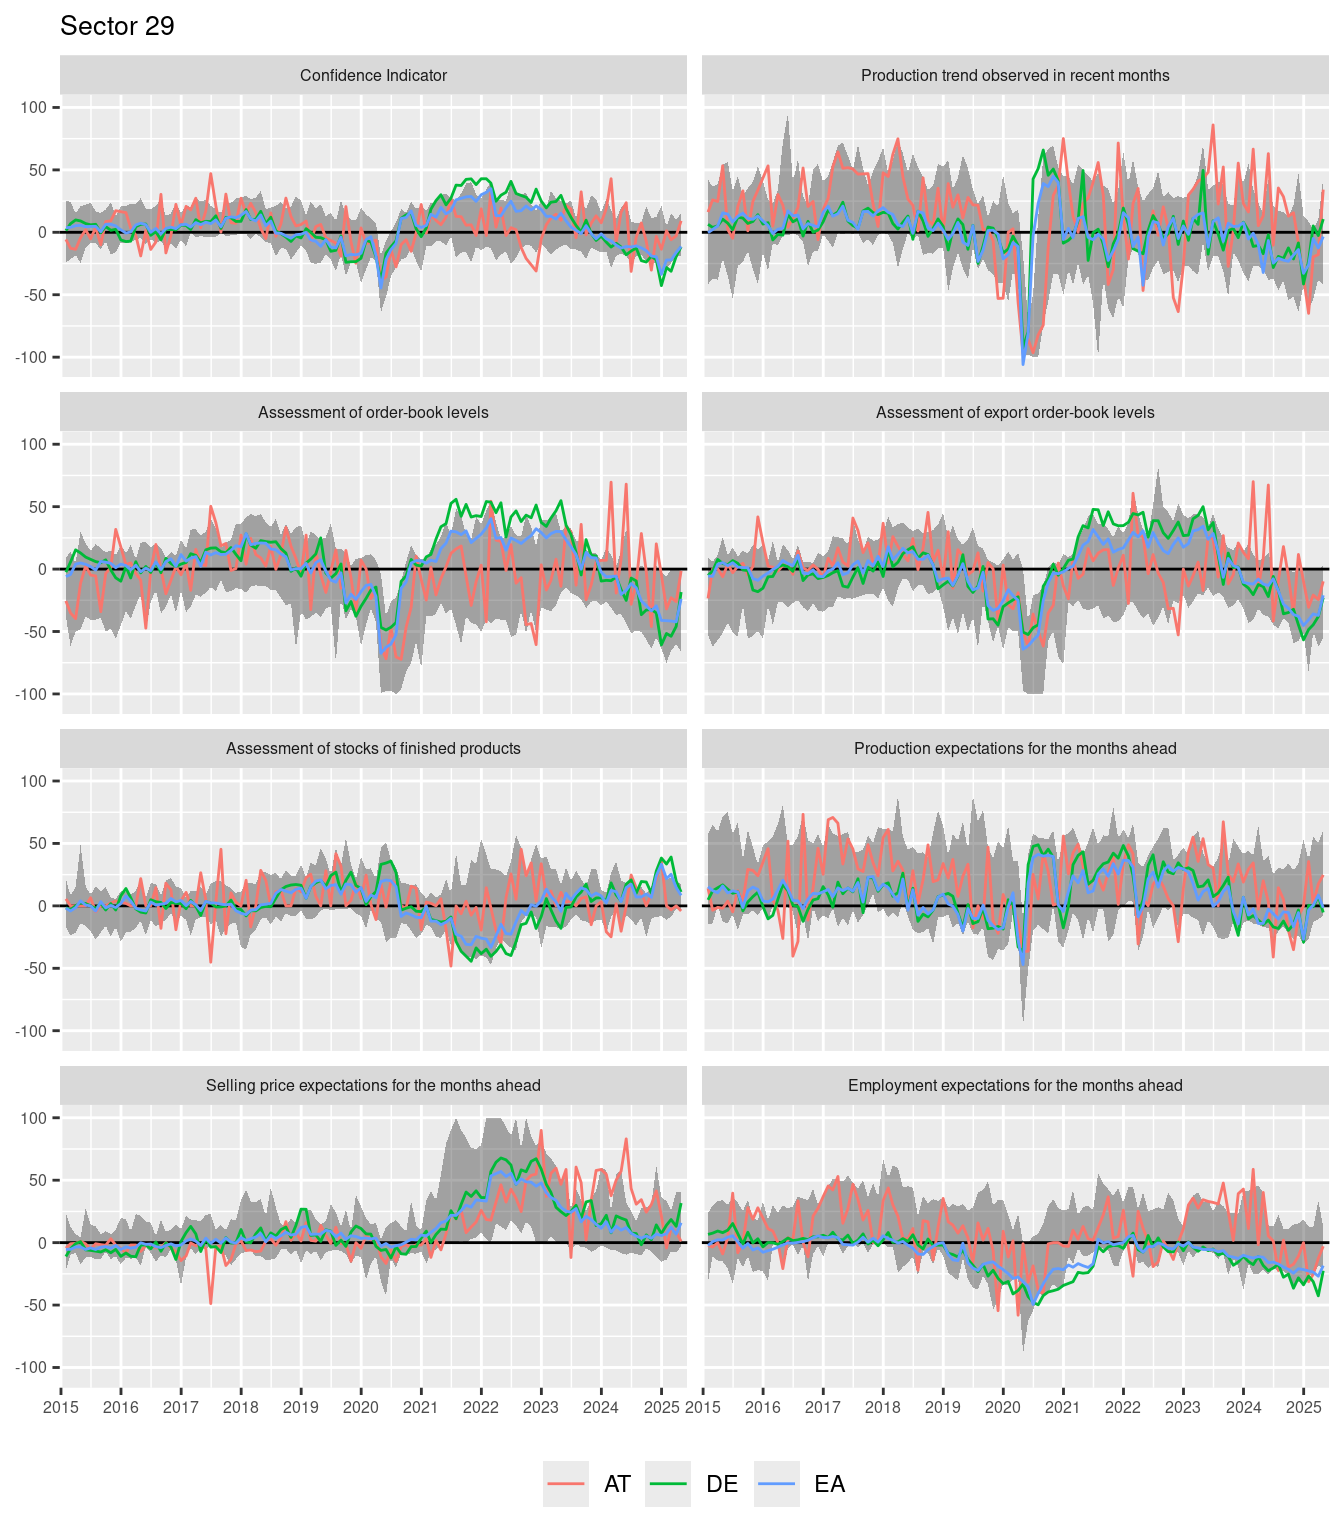 Sector 29
Confidence Indicator
Production trend observed in recent months
100
50
0
-50
-100
Assessment of order-book levels
Assessment of export order-book levels
100
50
0
-50
-100
Assessment of stocks of finished products
Production expectations for the months ahead
100
50
0
-50
-100
Selling price expectations for the months ahead
Employment expectations for the months ahead
100
50
0
-50
-100
2015 2016 2017 2018 2019 2020 2021 2022 2023 2024 2025
2015 2016 2017 2018 2019 2020 2021 2022 2023 2024 2025
AT DE EA